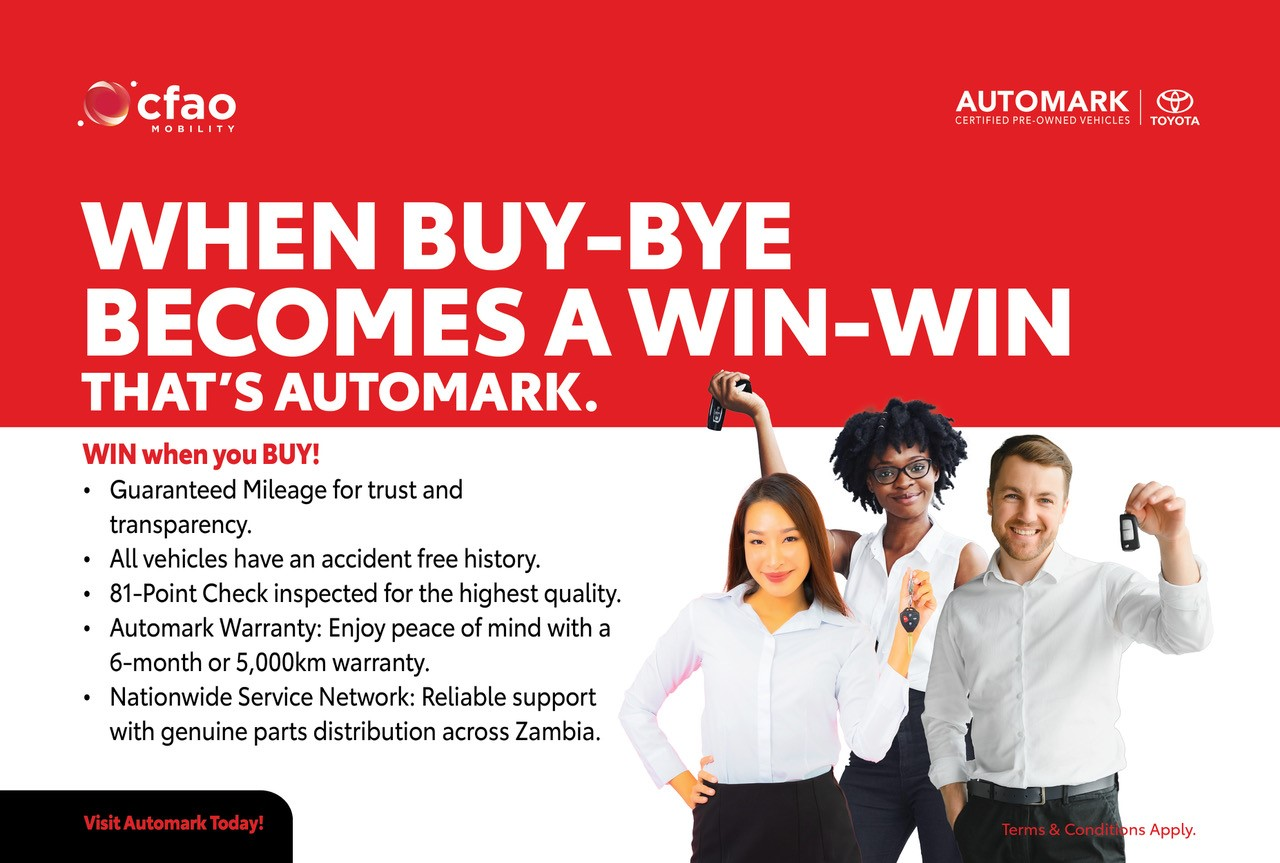 cfao
MOBILITY
AUTOMARK
CERTIFIED PRE-OWNED VEHICLES
TOYOTA
WHEN BUY-BYE
BECOMES A WIN-WIN
THAT'S AUTOMARK.
WIN when you BUY!
• Guaranteed Mileage for trust and
transparency.
• All vehicles have an accident free history.
• 81-Point Check inspected for the highest quality.
• Automark Warranty: Enjoy peace of mind with a
6-month or 5,000km warranty.
• Nationwide Service Network: Reliable support
with genuine parts distribution across Zambia.
Visit Automark Today!
Terms & Conditions Apply.